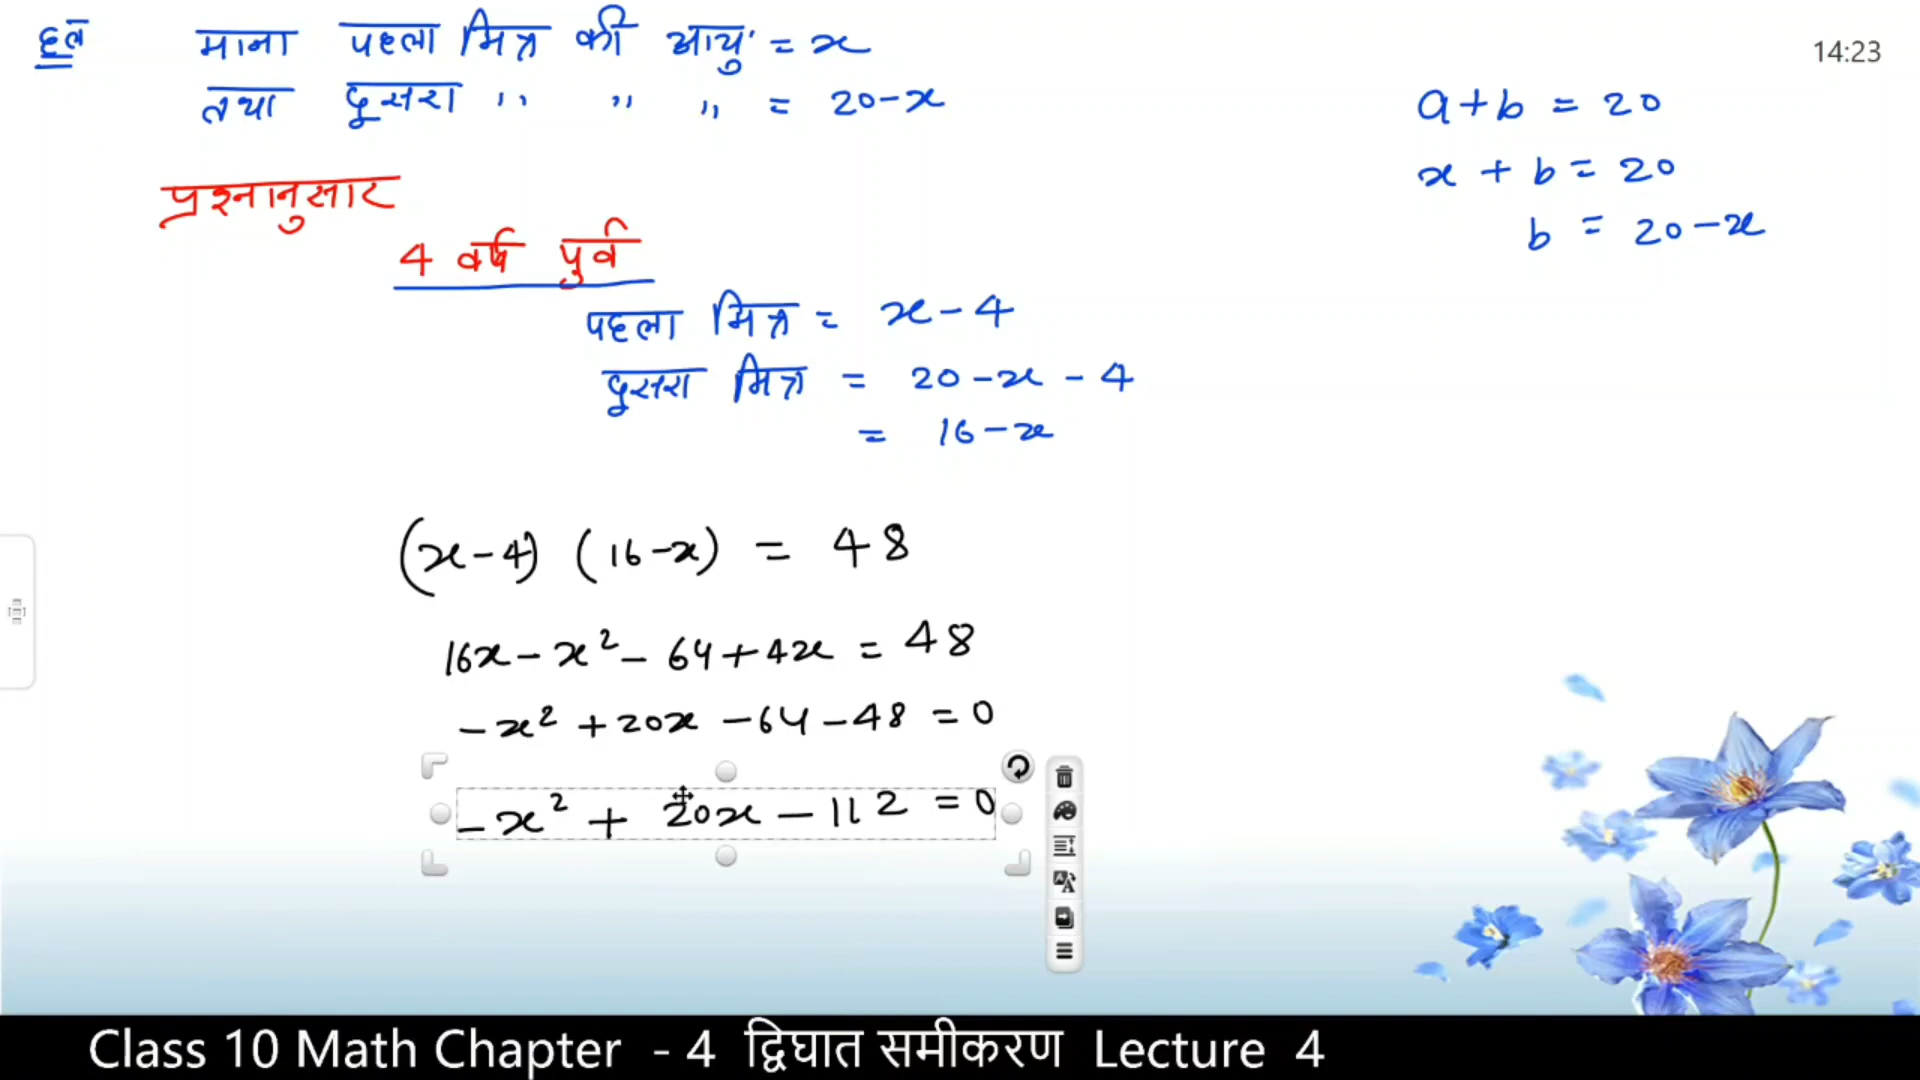 हल माना पहला मित्र की आयु = x
तथा दुसरा ,, ,, ,, = 20-x
14:23
a+b = 20
x + b = 20
b = 20-x
प्रश्नानुसार
4 वर्ष पुर्व
पहला मित्र = x-4
दुसरा मित्र = 20-x-4
= 16-x
(x-4) (16-x) = 48
16x-x²-64+4x = 48
-x²+20x-64-48 = 0
-x² + 20x - 112 = 0
Class 10 Math Chapter - 4 द्विघात समीकरण Lecture 4